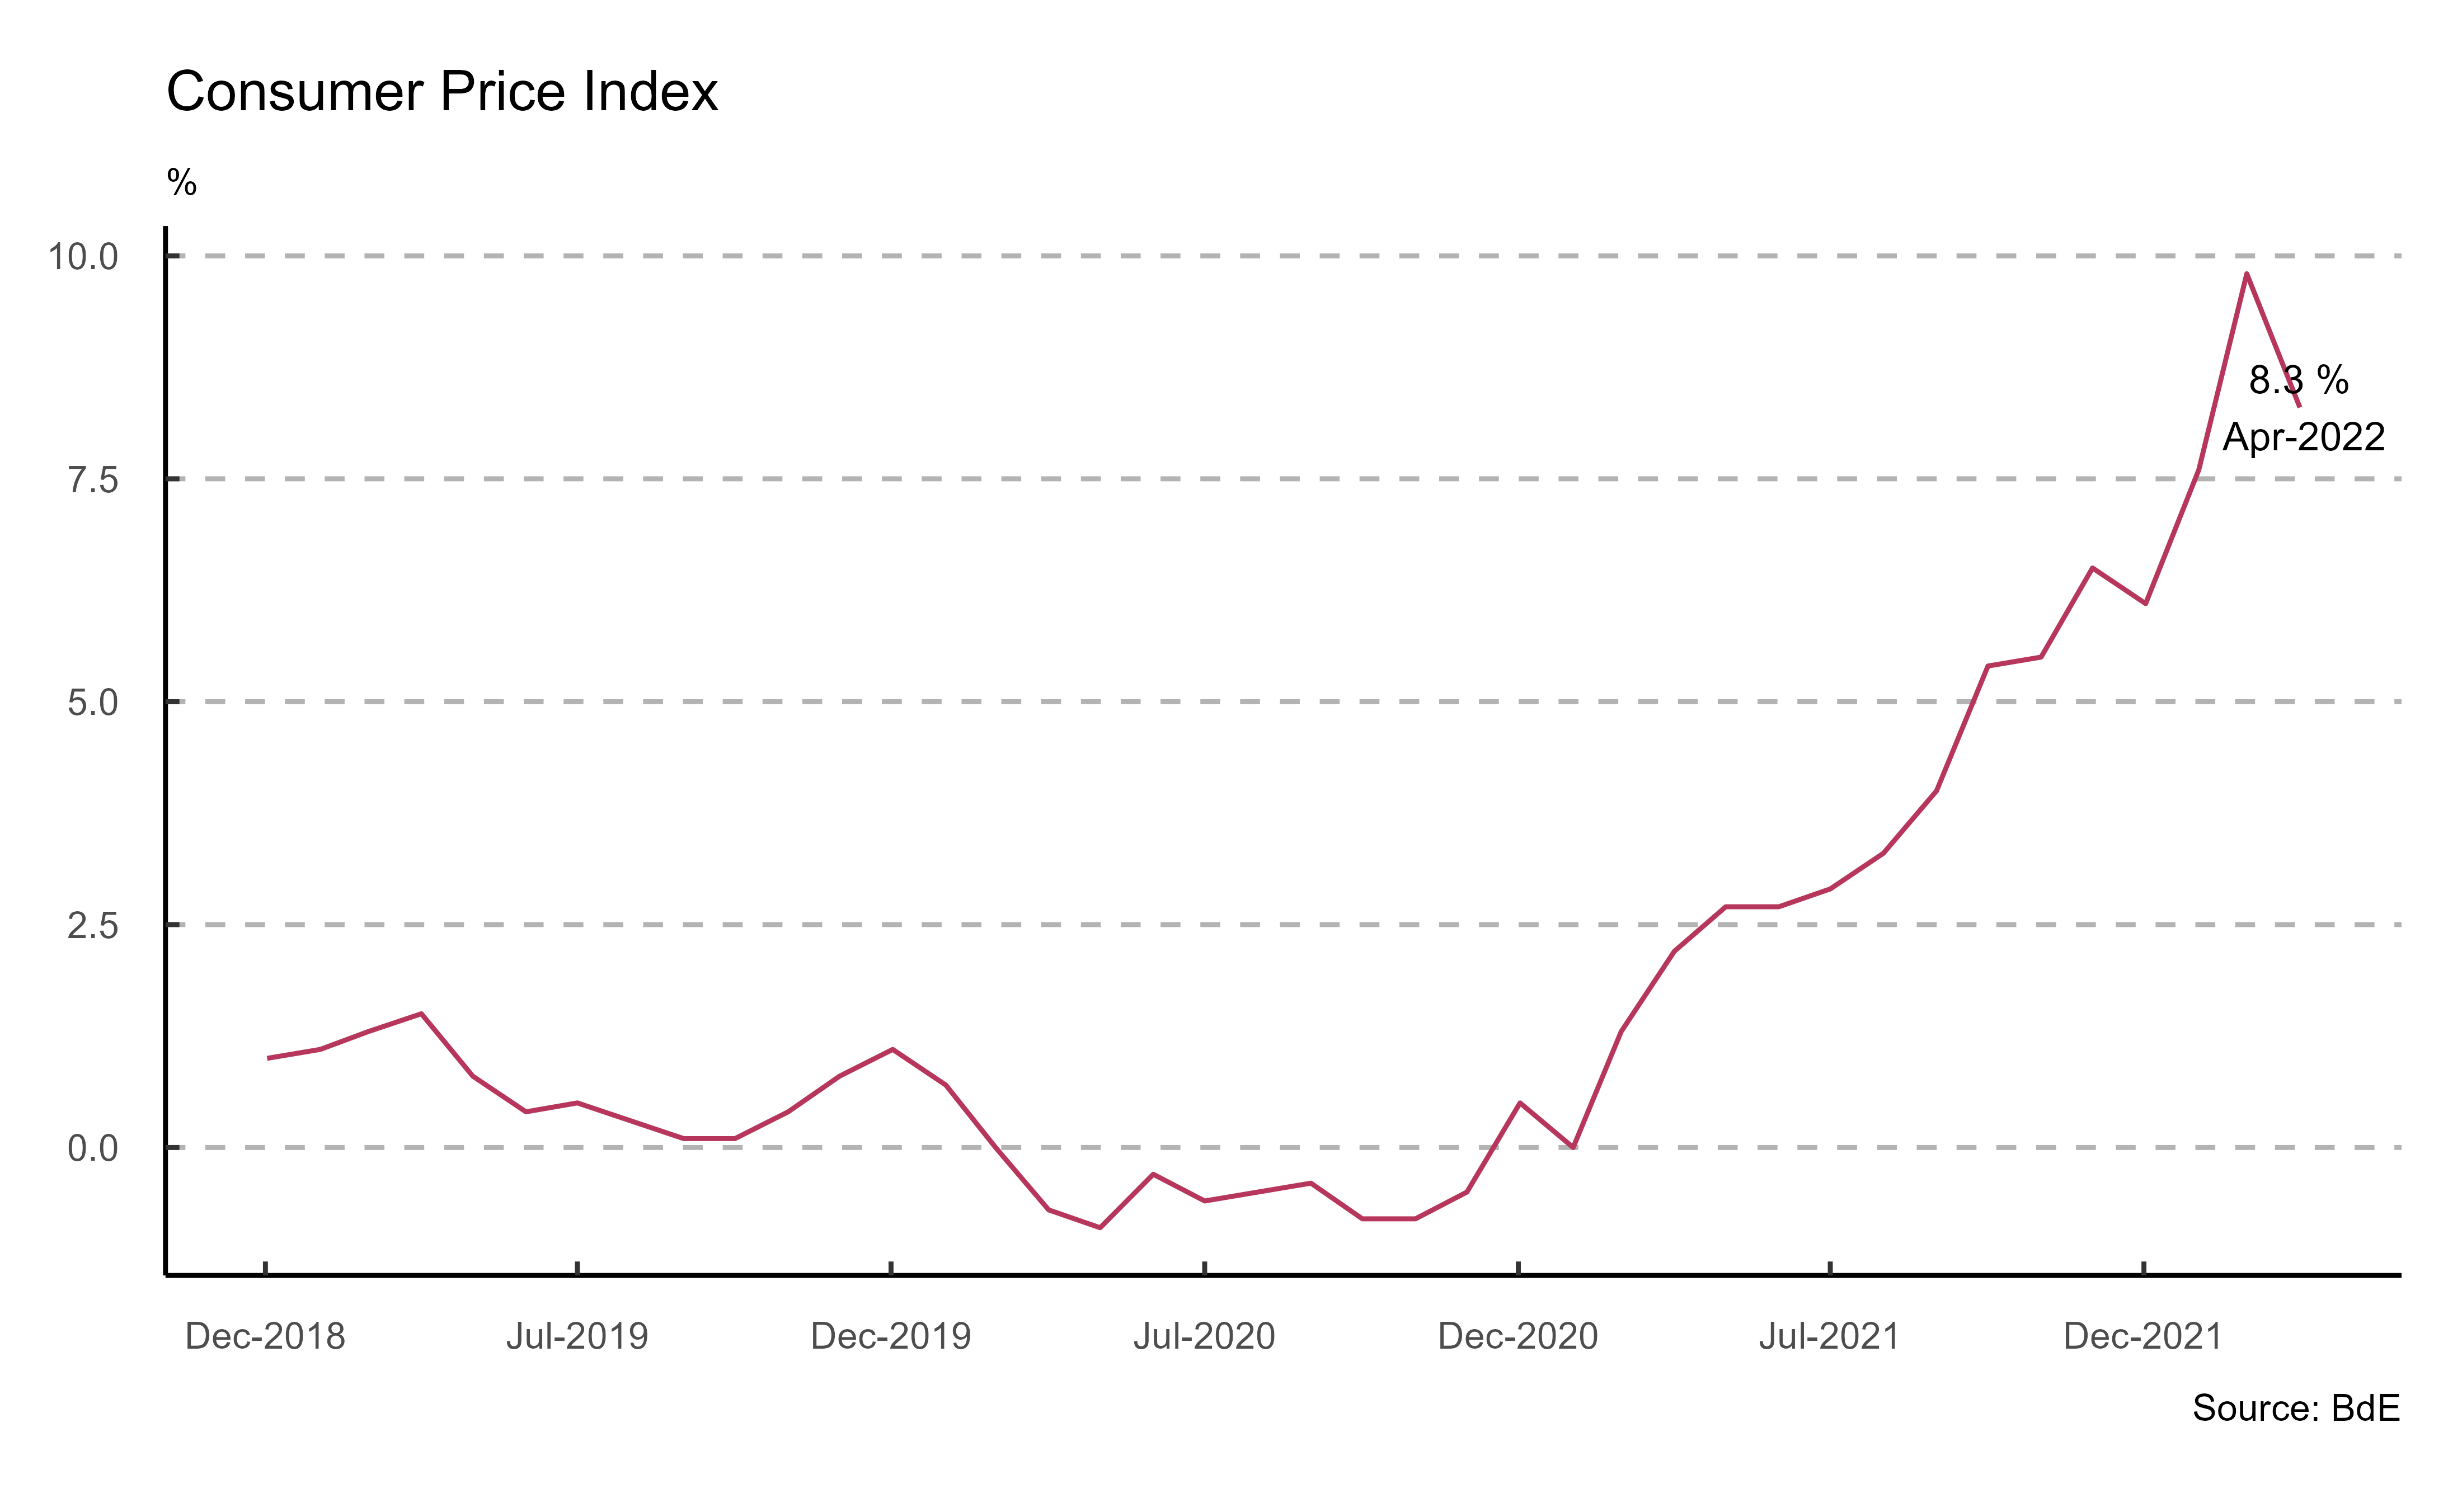 Consumer Price Index
%
10.0
7.5
5.0
2.5
0.0
8.3 %
Apr-2022
Dec-2018 Jul-2019 Dec-2019 Jul-2020 Dec-2020 Jul-2021 Dec-2021
Source: BdE